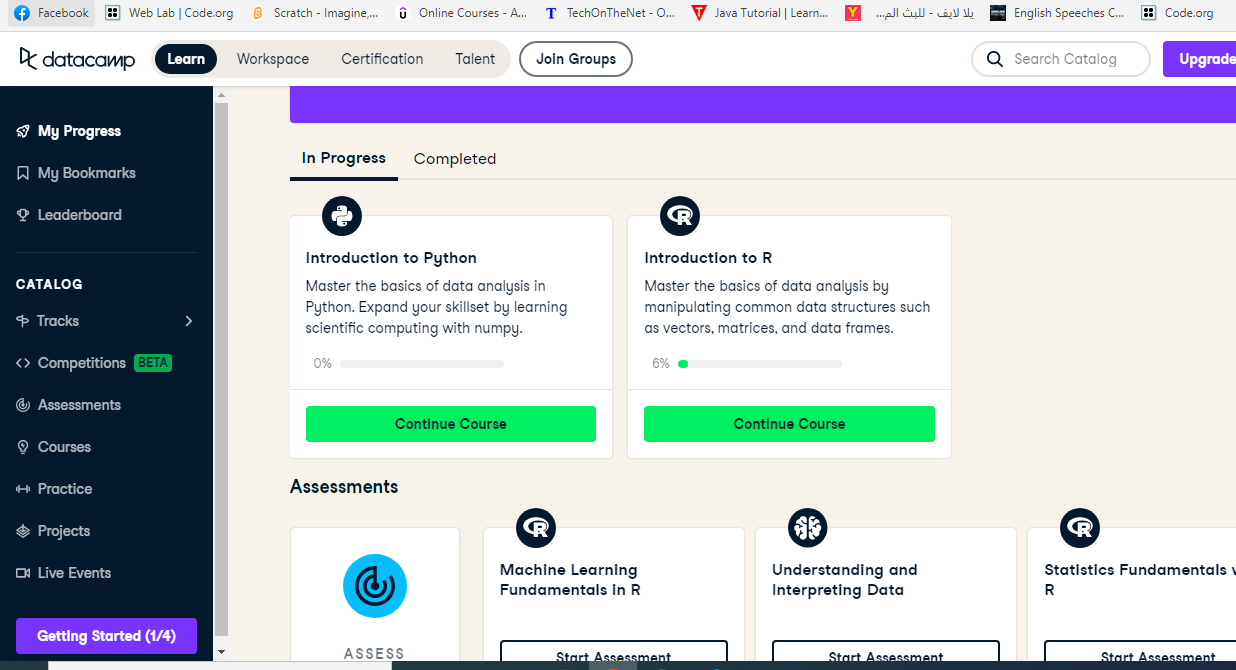 Facebook
Web Lab | Code.org
Scratch - Imagine,...
Online Courses - A...
TechOnTheNet - O...
Java Tutorial | Learn...
يلا لايف - للبث الم...
English Speeches C...
Code.org
datacamp
Learn
Workspace
Certification
Talent
Join Groups
Search Catalog
Upgrade
My Progress
My Bookmarks
Leaderboard
CATALOG
Tracks
Competitions BETA
Assessments
Courses
Practice
Projects
Live Events
Getting Started (1/4)
In Progress
Completed
Introduction to Python
Master the basics of data analysis in
Python. Expand your skillset by learning
scientific computing with numpy.
0%
Continue Course
Introduction to R
Master the basics of data analysis by
manipulating common data structures such
as vectors, matrices, and data frames.
6%
Continue Course
Assessments
ASSESS
Machine Learning
Fundamentals in R
Start Assessment
Understanding and
Interpreting Data
Start Assessment
Statistics Fundamentals
R
Start Assessment